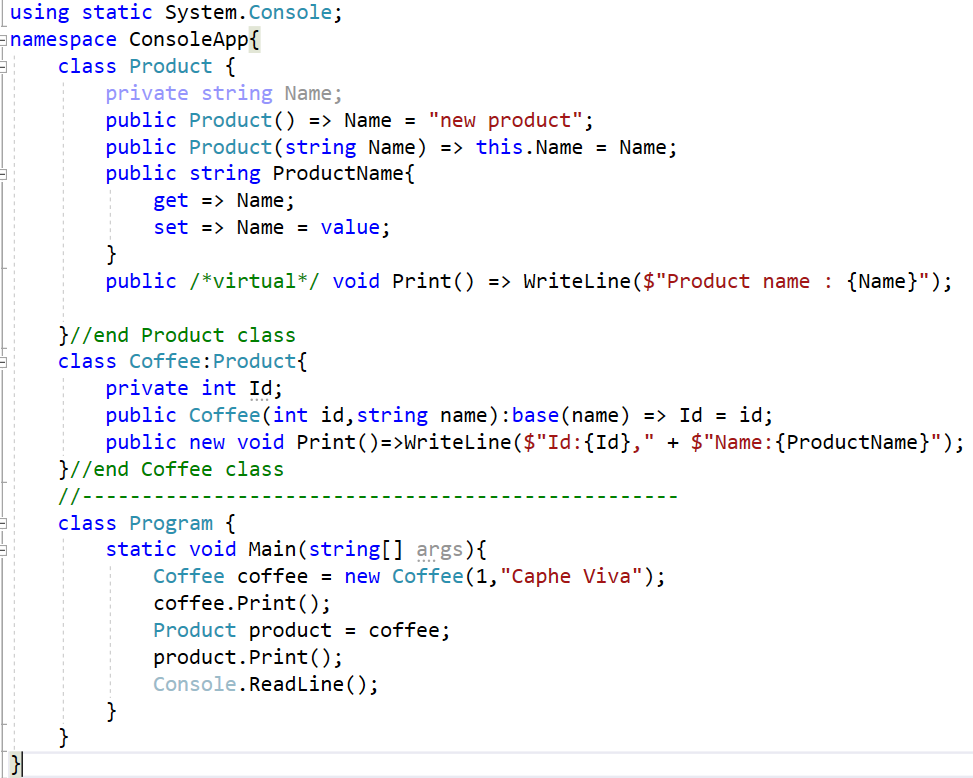 using static System.Console;
namespace ConsoleApp{
    class Product {
        private string Name;
        public Product() => Name = "new product";
        public Product(string Name) => this.Name = Name;
        public string ProductName{
            get => Name;
            set => Name = value;
        }
        public /*virtual*/ void Print() => WriteLine($"Product name : {Name}");
    }//end Product class
    class Coffee:Product{
        private int Id;
        public Coffee(int id,string name):base(name) => Id = id;
        public new void Print()=>WriteLine($"Id:{Id}," + $"Name:{ProductName}");
    }//end Coffee class
    //--------------------------------------------------
    class Program {
        static void Main(string[] args){
            Coffee coffee = new Coffee(1,"Caphe Viva");
            coffee.Print();
            Product product = coffee;
            product.Print();
            Console.ReadLine();
        }
    }
}